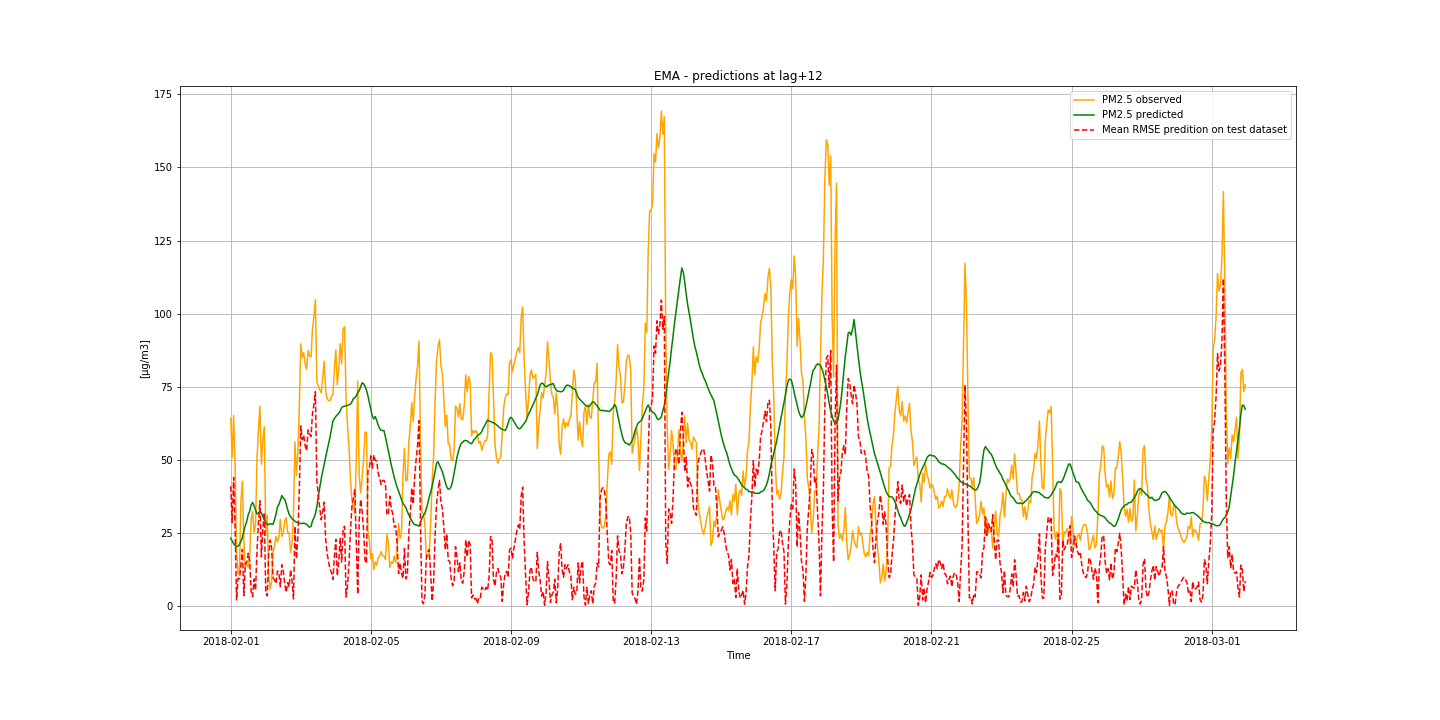 EMA - predictions at lag+12
175
150
125
100
75
50
25
0
[µg/m3]
PM2.5 observed
PM2.5 predicted
Mean RMSE predition on test dataset
2018-02-01
2018-02-05
2018-02-09
2018-02-13
2018-02-17
2018-02-21
2018-02-25
2018-03-01
Time